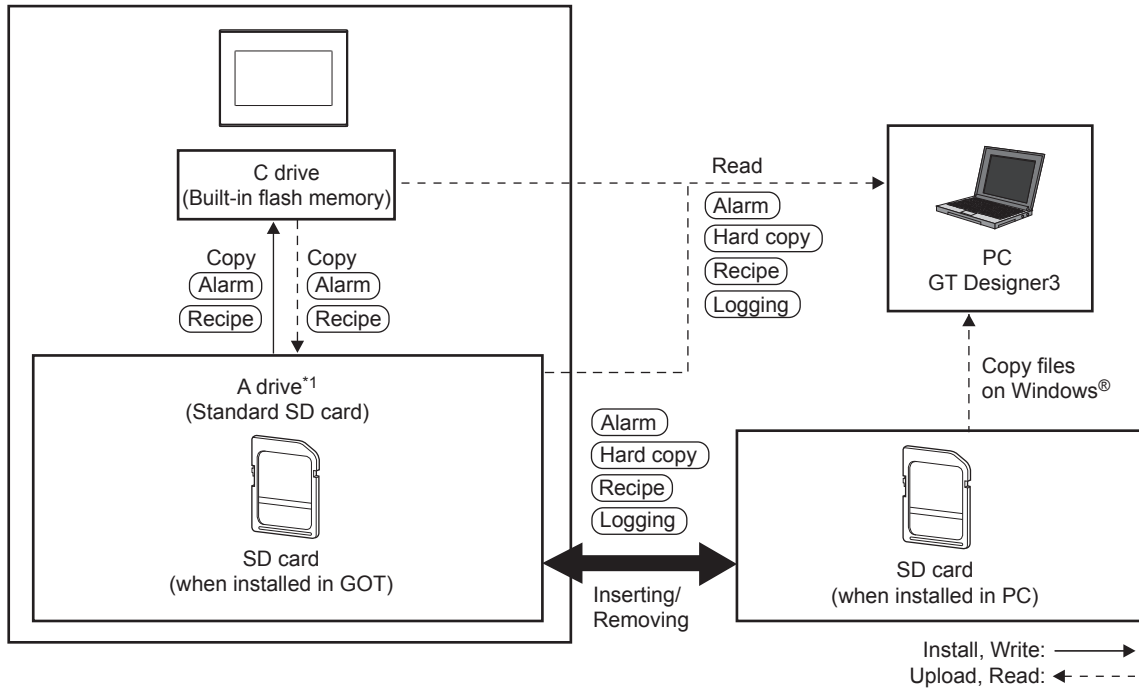 C drive
(Built-in flash memory)
Copy
Alarm
Recipe
Copy
Alarm
Recipe
A drive*1
(Standard SD card)
SD card
(when installed in GOT)
Read
Alarm
Hard copy
Recipe
Logging
PC
GT Designer3
Copy files
on Windows®
Alarm
Hard copy
Recipe
Logging
Inserting/
Removing
SD card
(when installed in PC)
Install, Write:
Upload, Read: